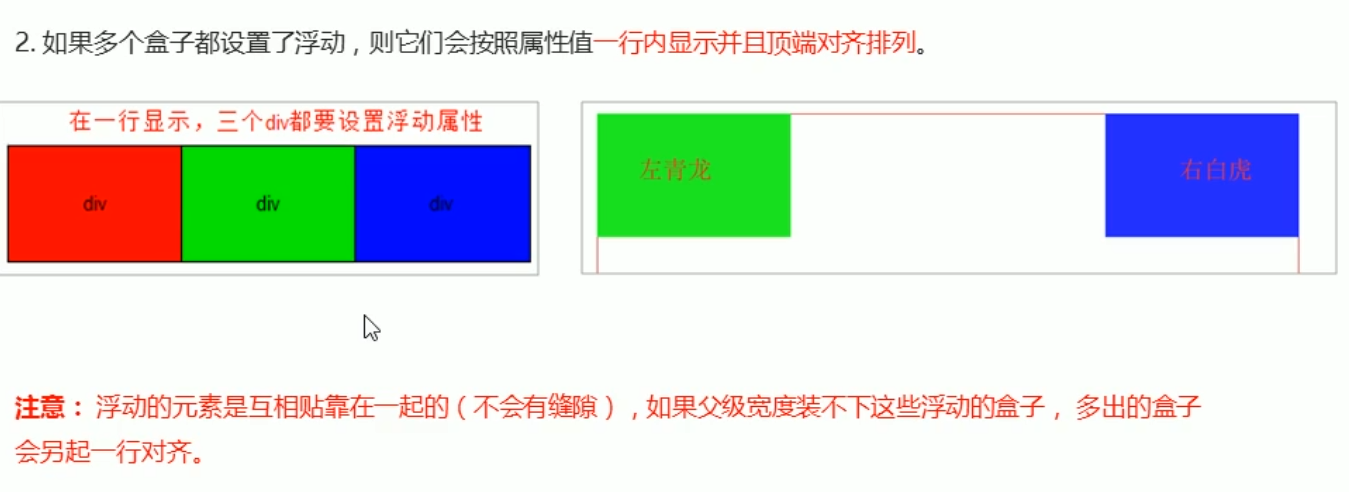 2. 如果多个盒子都设置了浮动，则它们会按照属性值一行内显示并且顶端对齐排列。
在一行显示，三个div都要设置浮动属性
div
div
div
左青龙
右白虎
注意： 浮动的元素是互相贴靠在一起的（不会有缝隙），如果父级宽度装不下这些浮动的盒子， 多出的盒子
会另起一行对齐。